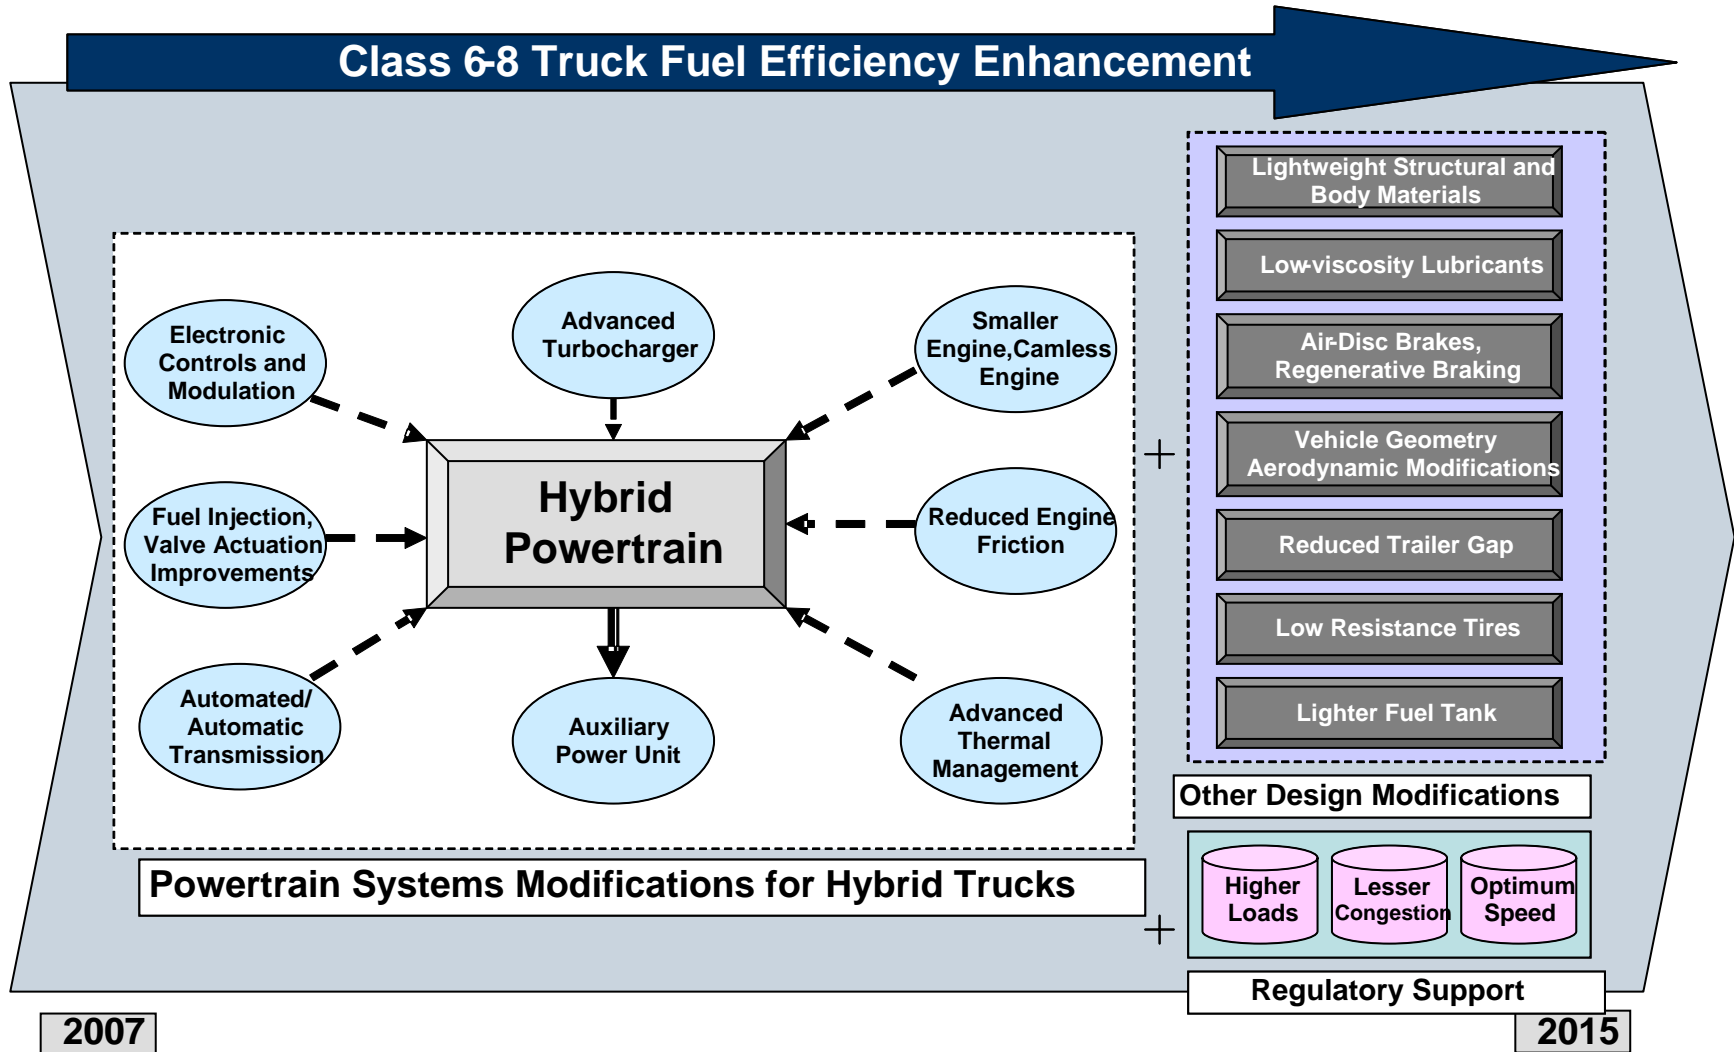 Class 6-8 Truck Fuel Efficiency Enhancement
Electronic
Controls and
Modulation
Advanced
Turbocharger
Smaller
Engine,Camless
Engine
Fuel Injection,
Valve Actuation
Improvements
Hybrid
Powertrain
Reduced Engine
Friction
Automated/
Automatic
Transmission
Auxiliary
Power Unit
Advanced
Thermal
Management
Powertrain Systems Modifications for Hybrid Trucks
+
Lightweight Structural and
Body Materials
Low-viscosity Lubricants
Air-Disc Brakes,
Regenerative Braking
Vehicle Geometry
Aerodynamic Modifications
Reduced Trailer Gap
Low Resistance Tires
Lighter Fuel Tank
Other Design Modifications
+
Higher
Loads
Lesser
Congestion
Optimum
Speed
Regulatory Support
2007
2015